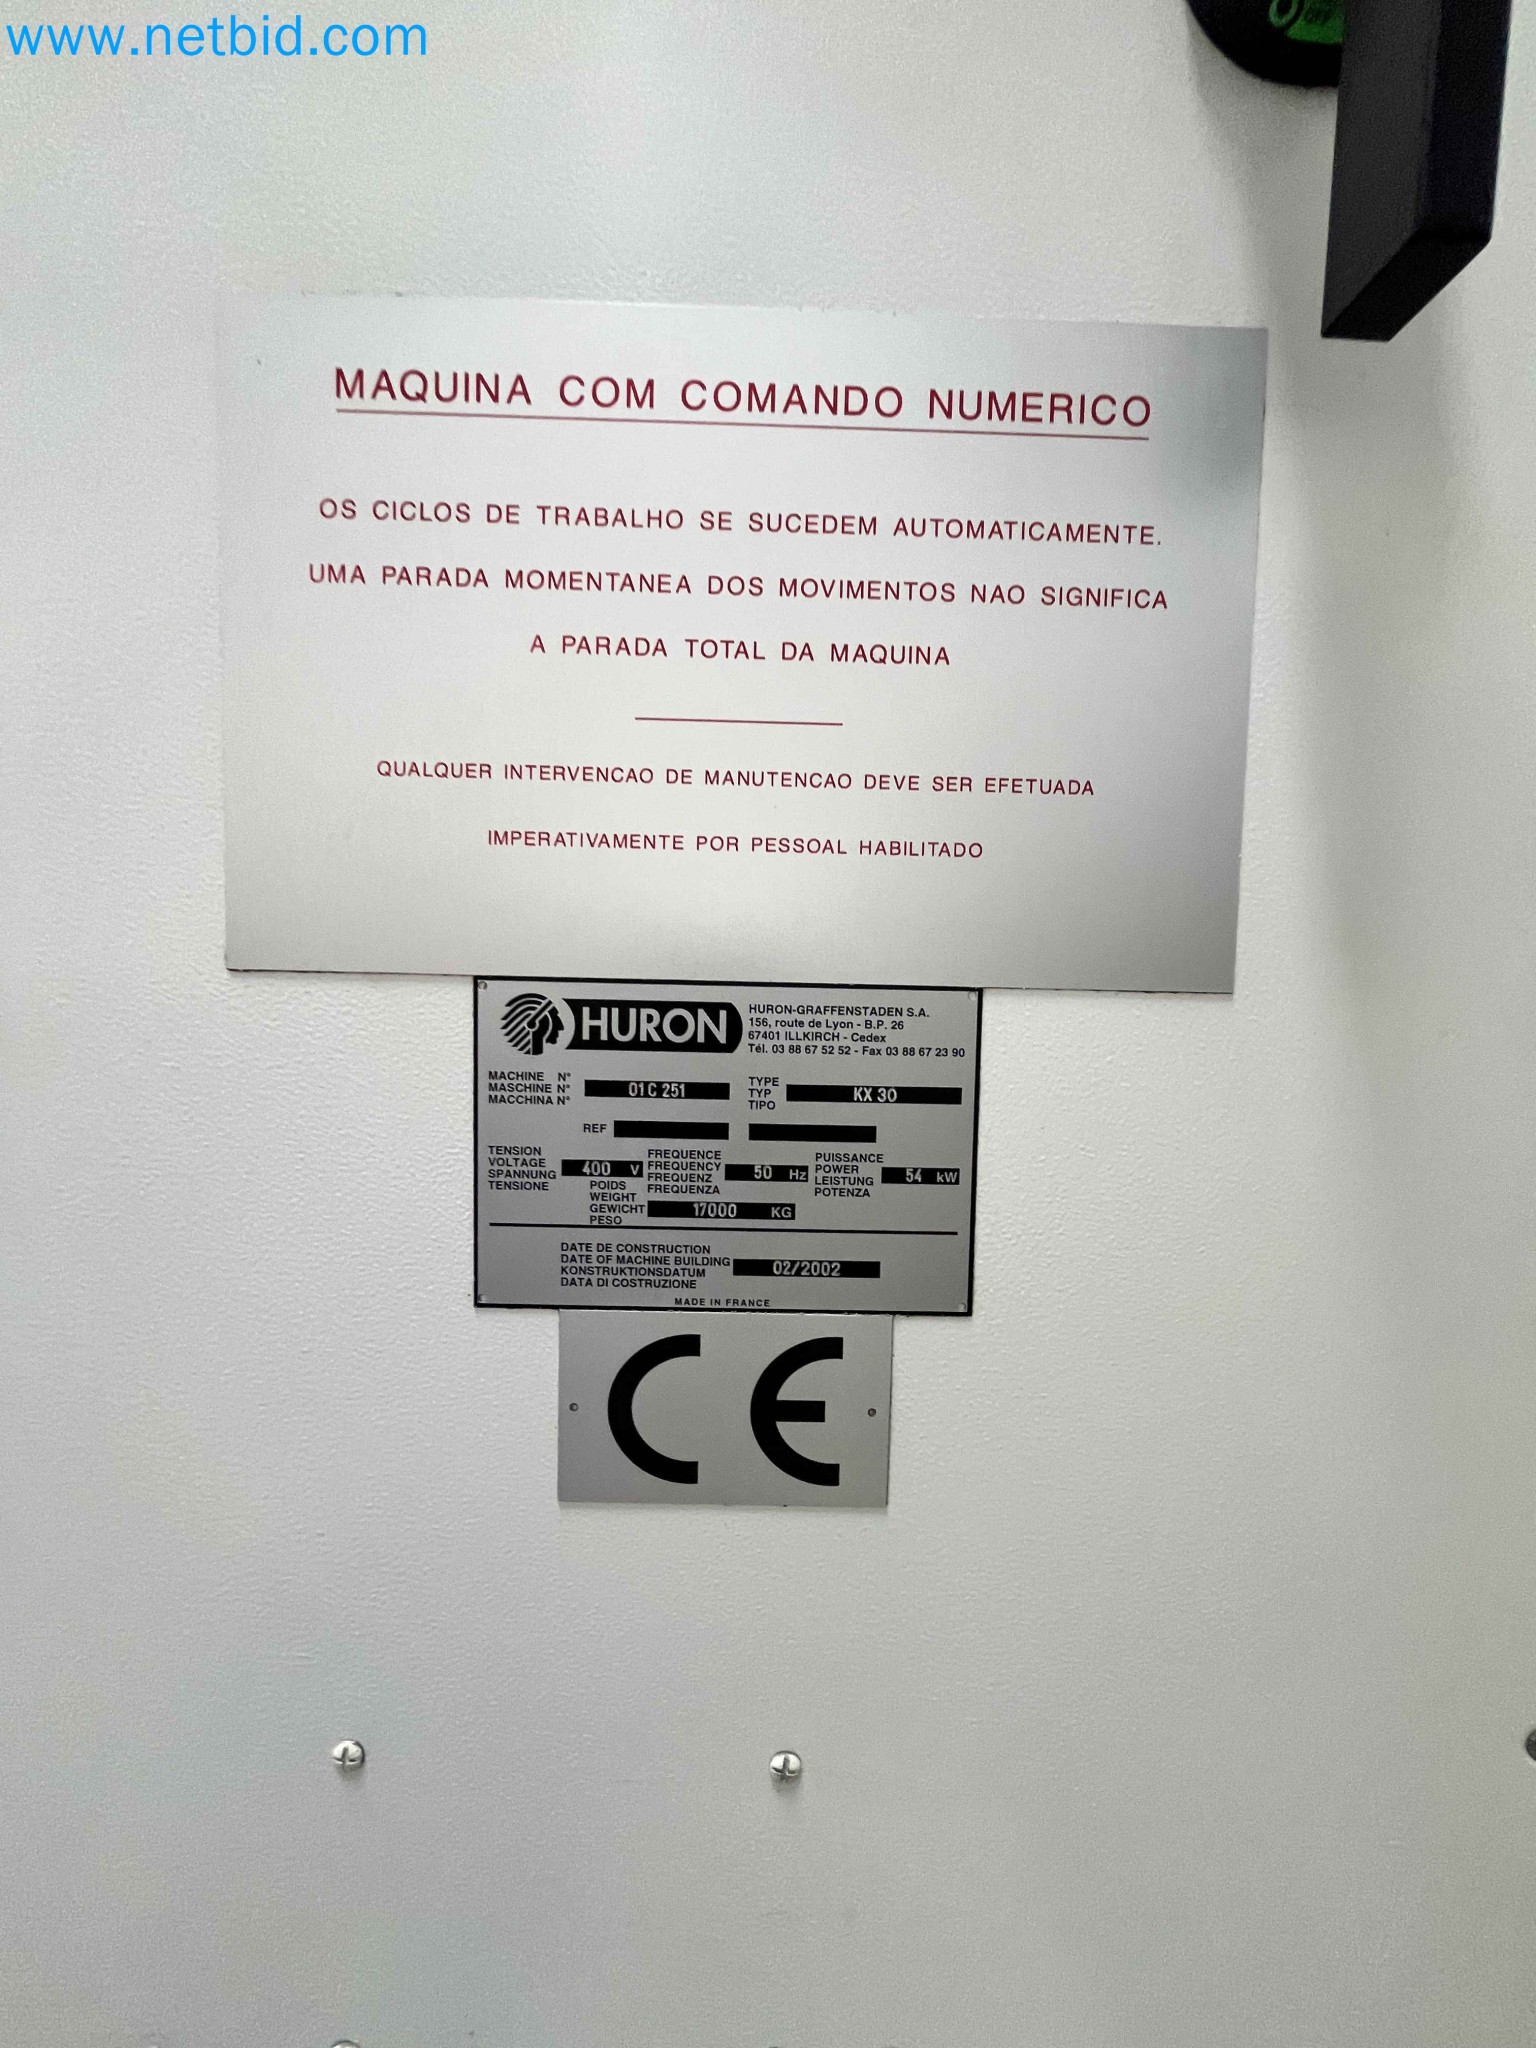 www.netbid.com
OFF
MAQUINA COM COMANDO NUMERICO
OS CICLOS DE TRABALHO SE SUCEDEM AUTOMATICAMENTE.
UMA PARADA MOMENTANEA DOS MOVIMENTOS NAO SIGNIFICA
A PARADA TOTAL DA MAQUINA
QUALQUER INTERVENCAO DE MANUTENCAO DEVE SER EFETUADA
IMPERATIVAMENTE POR PESSOAL HABILITADO
HURON
HURON-GRAFFENSTADEN S.A.
156, route de Lyon - B.P. 26
67401 ILLKIRCH - Cedex
Tél. 03 88 67 52 52 - Fax 03 88 67 23 90
MACHINE N°
MASCHINE N°
MACCHINA N°
01C 251
TYPE
TYP
TIPO
KX 30
REF
TENSION
VOLTAGE
SPANNUNG
TENSIONE
400 V
FREQUENCE
FREQUENCY
FREQUENZ
FREQUENZA
50 Hz
PUISSANCE
POWER
LEISTUNG
POTENZA
54 kW
POIDS
WEIGHT
GEWICHT
PESO
17000 KG
DATE DE CONSTRUCTION
DATE OF MACHINE BUILDING
KONSTRUKTIONSDATUM
DATA DI COSTRUZIONE
02/2002
MADE IN FRANCE
CE